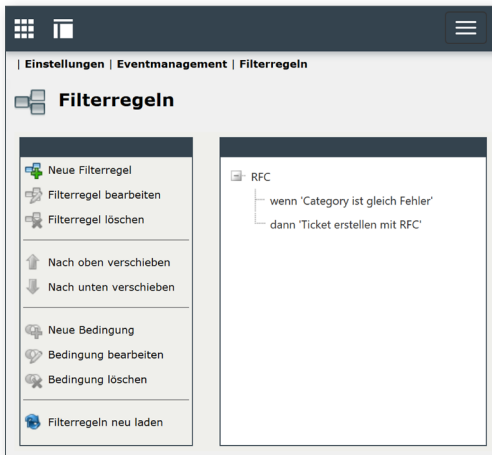 | Einstellungen | Eventmanagement | Filterregeln
Filterregeln
Neue Filterregel
Filterregel bearbeiten
Filterregel löschen
Nach oben verschieben
Nach unten verschieben
Neue Bedingung
Bedingung bearbeiten
Bedingung löschen
Filterregeln neu laden
RFC
wenn 'Category ist gleich Fehler'
dann 'Ticket erstellen mit RFC'